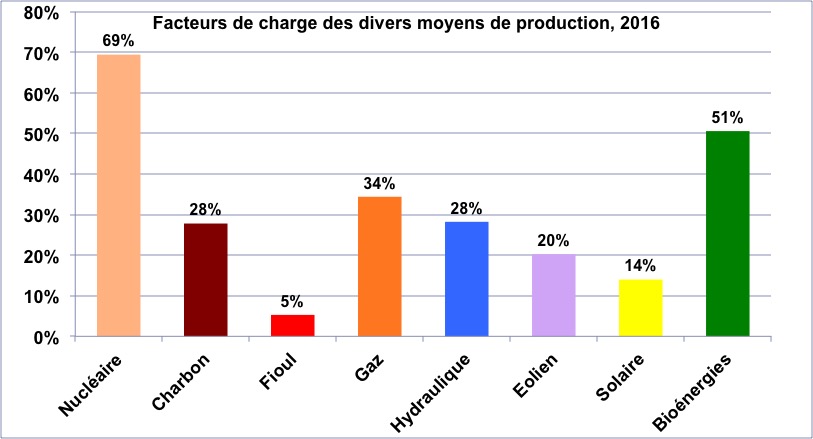 Facteurs de charge des divers moyens de production, 2016
80%
70%
60%
50%
40%
30%
20%
10%
0%
69%
28%
5%
34%
28%
20%
14%
51%
Nucléaire
Charbon
Fioul
Gaz
Hydraulique
Eolien
Solaire
Bioénergies